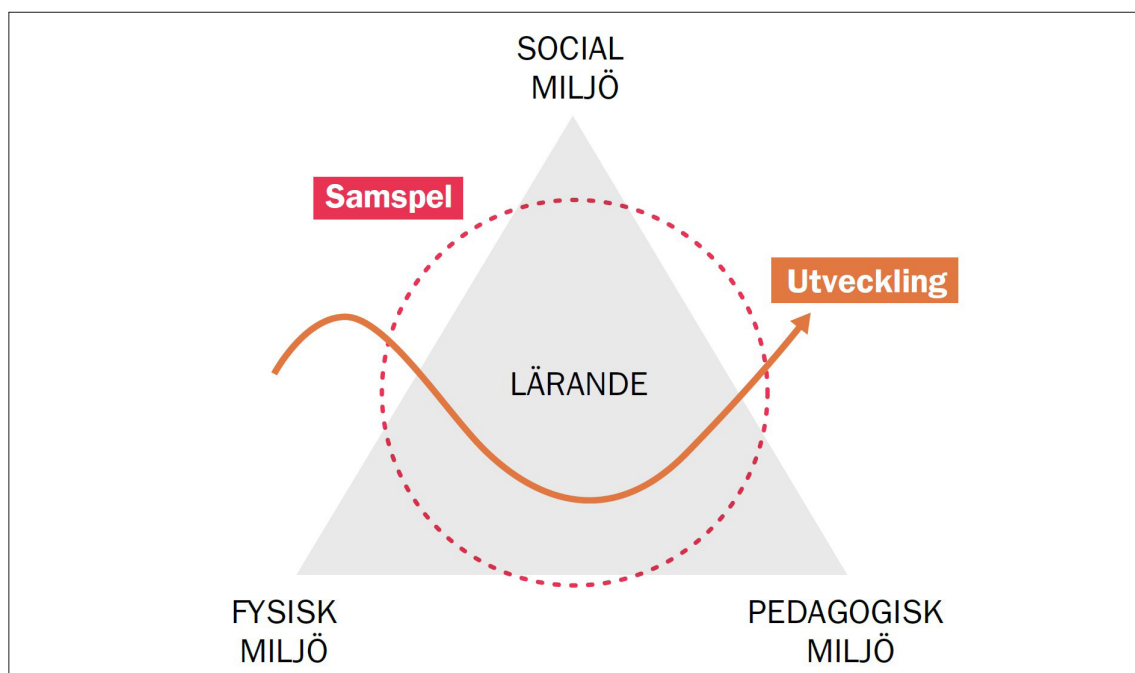 SOCIAL
MILJÖ
Samspel
Utveckling
LÄRANDE
FYSISK
MILJÖ
PEDAGOGISK
MILJÖ